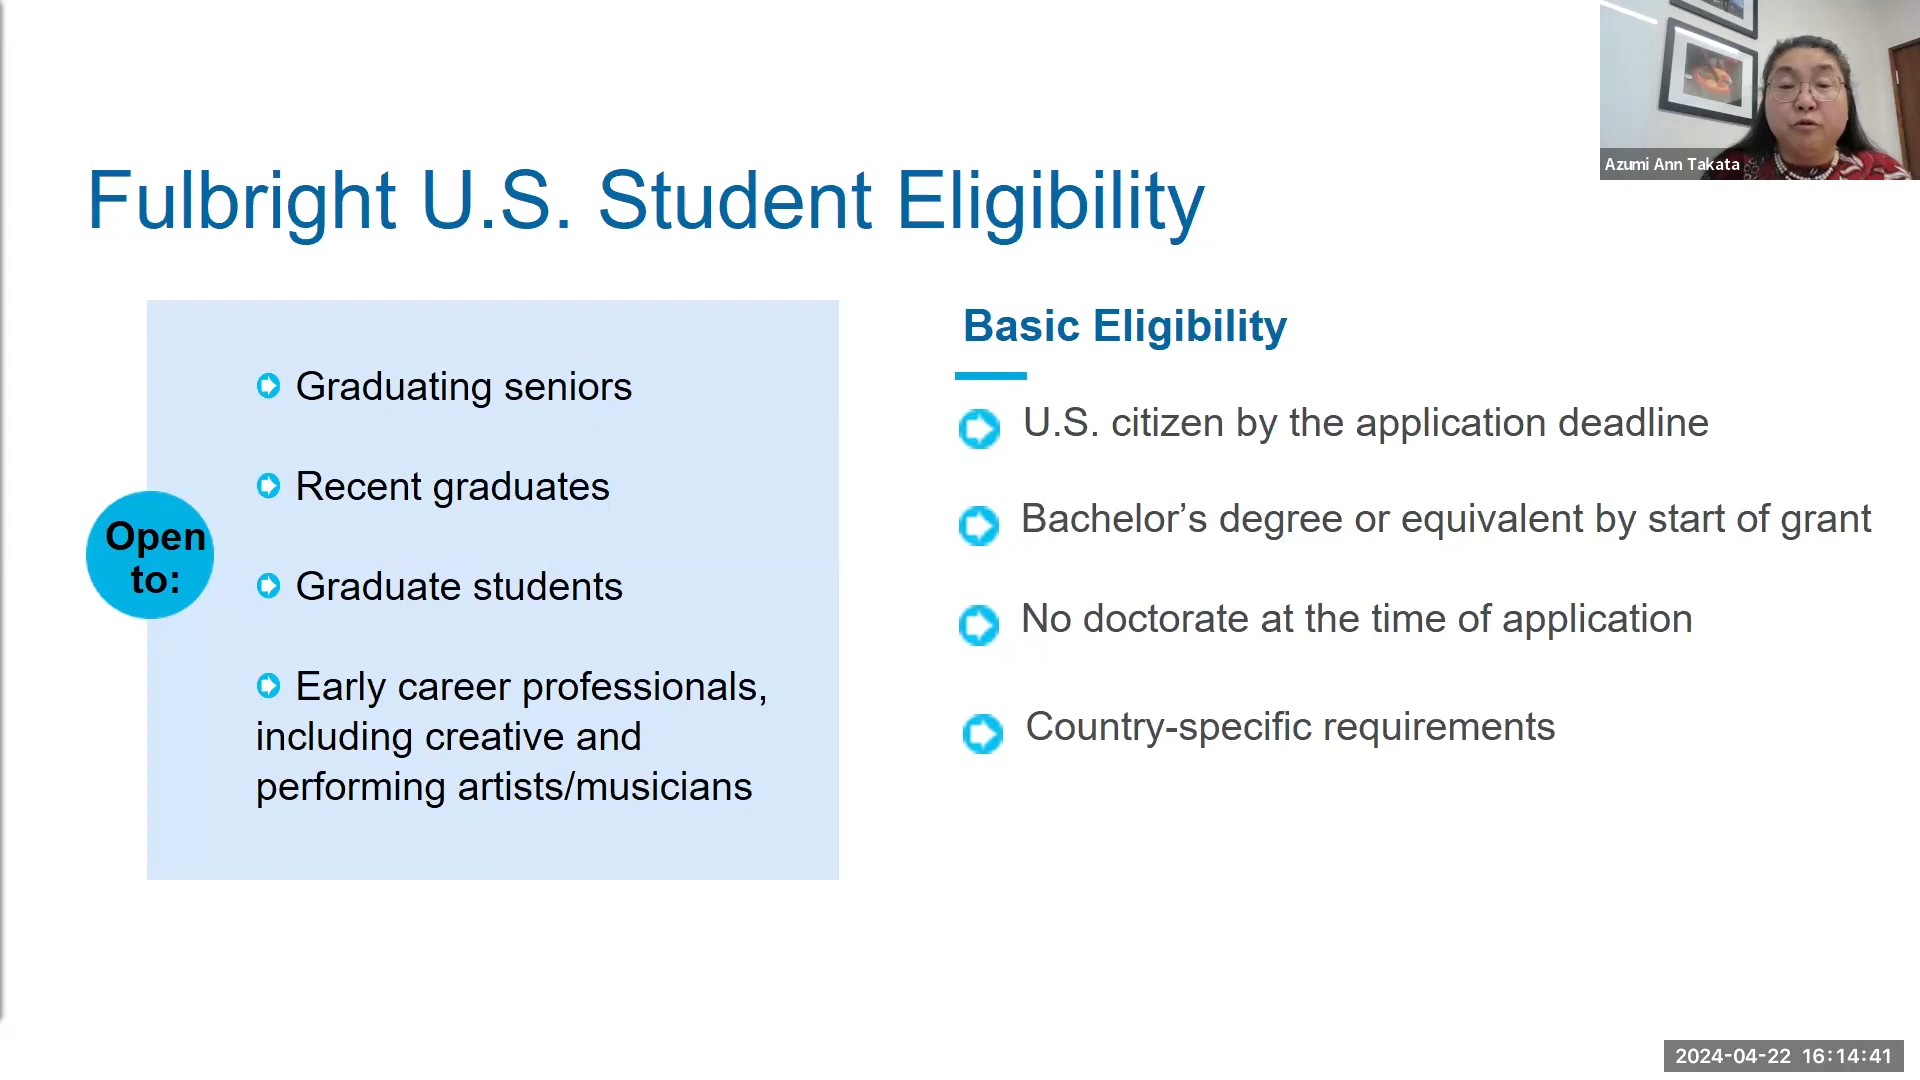 Azumi Ann Takata
Fulbright U.S. Student Eligibility
Open
to:
Graduating seniors
Recent graduates
Graduate students
Early career professionals,
including creative and
performing artists/musicians
Basic Eligibility
U.S. citizen by the application deadline
Bachelor’s degree or equivalent by start of grant
No doctorate at the time of application
Country-specific requirements
2024-04-22 16:14:41